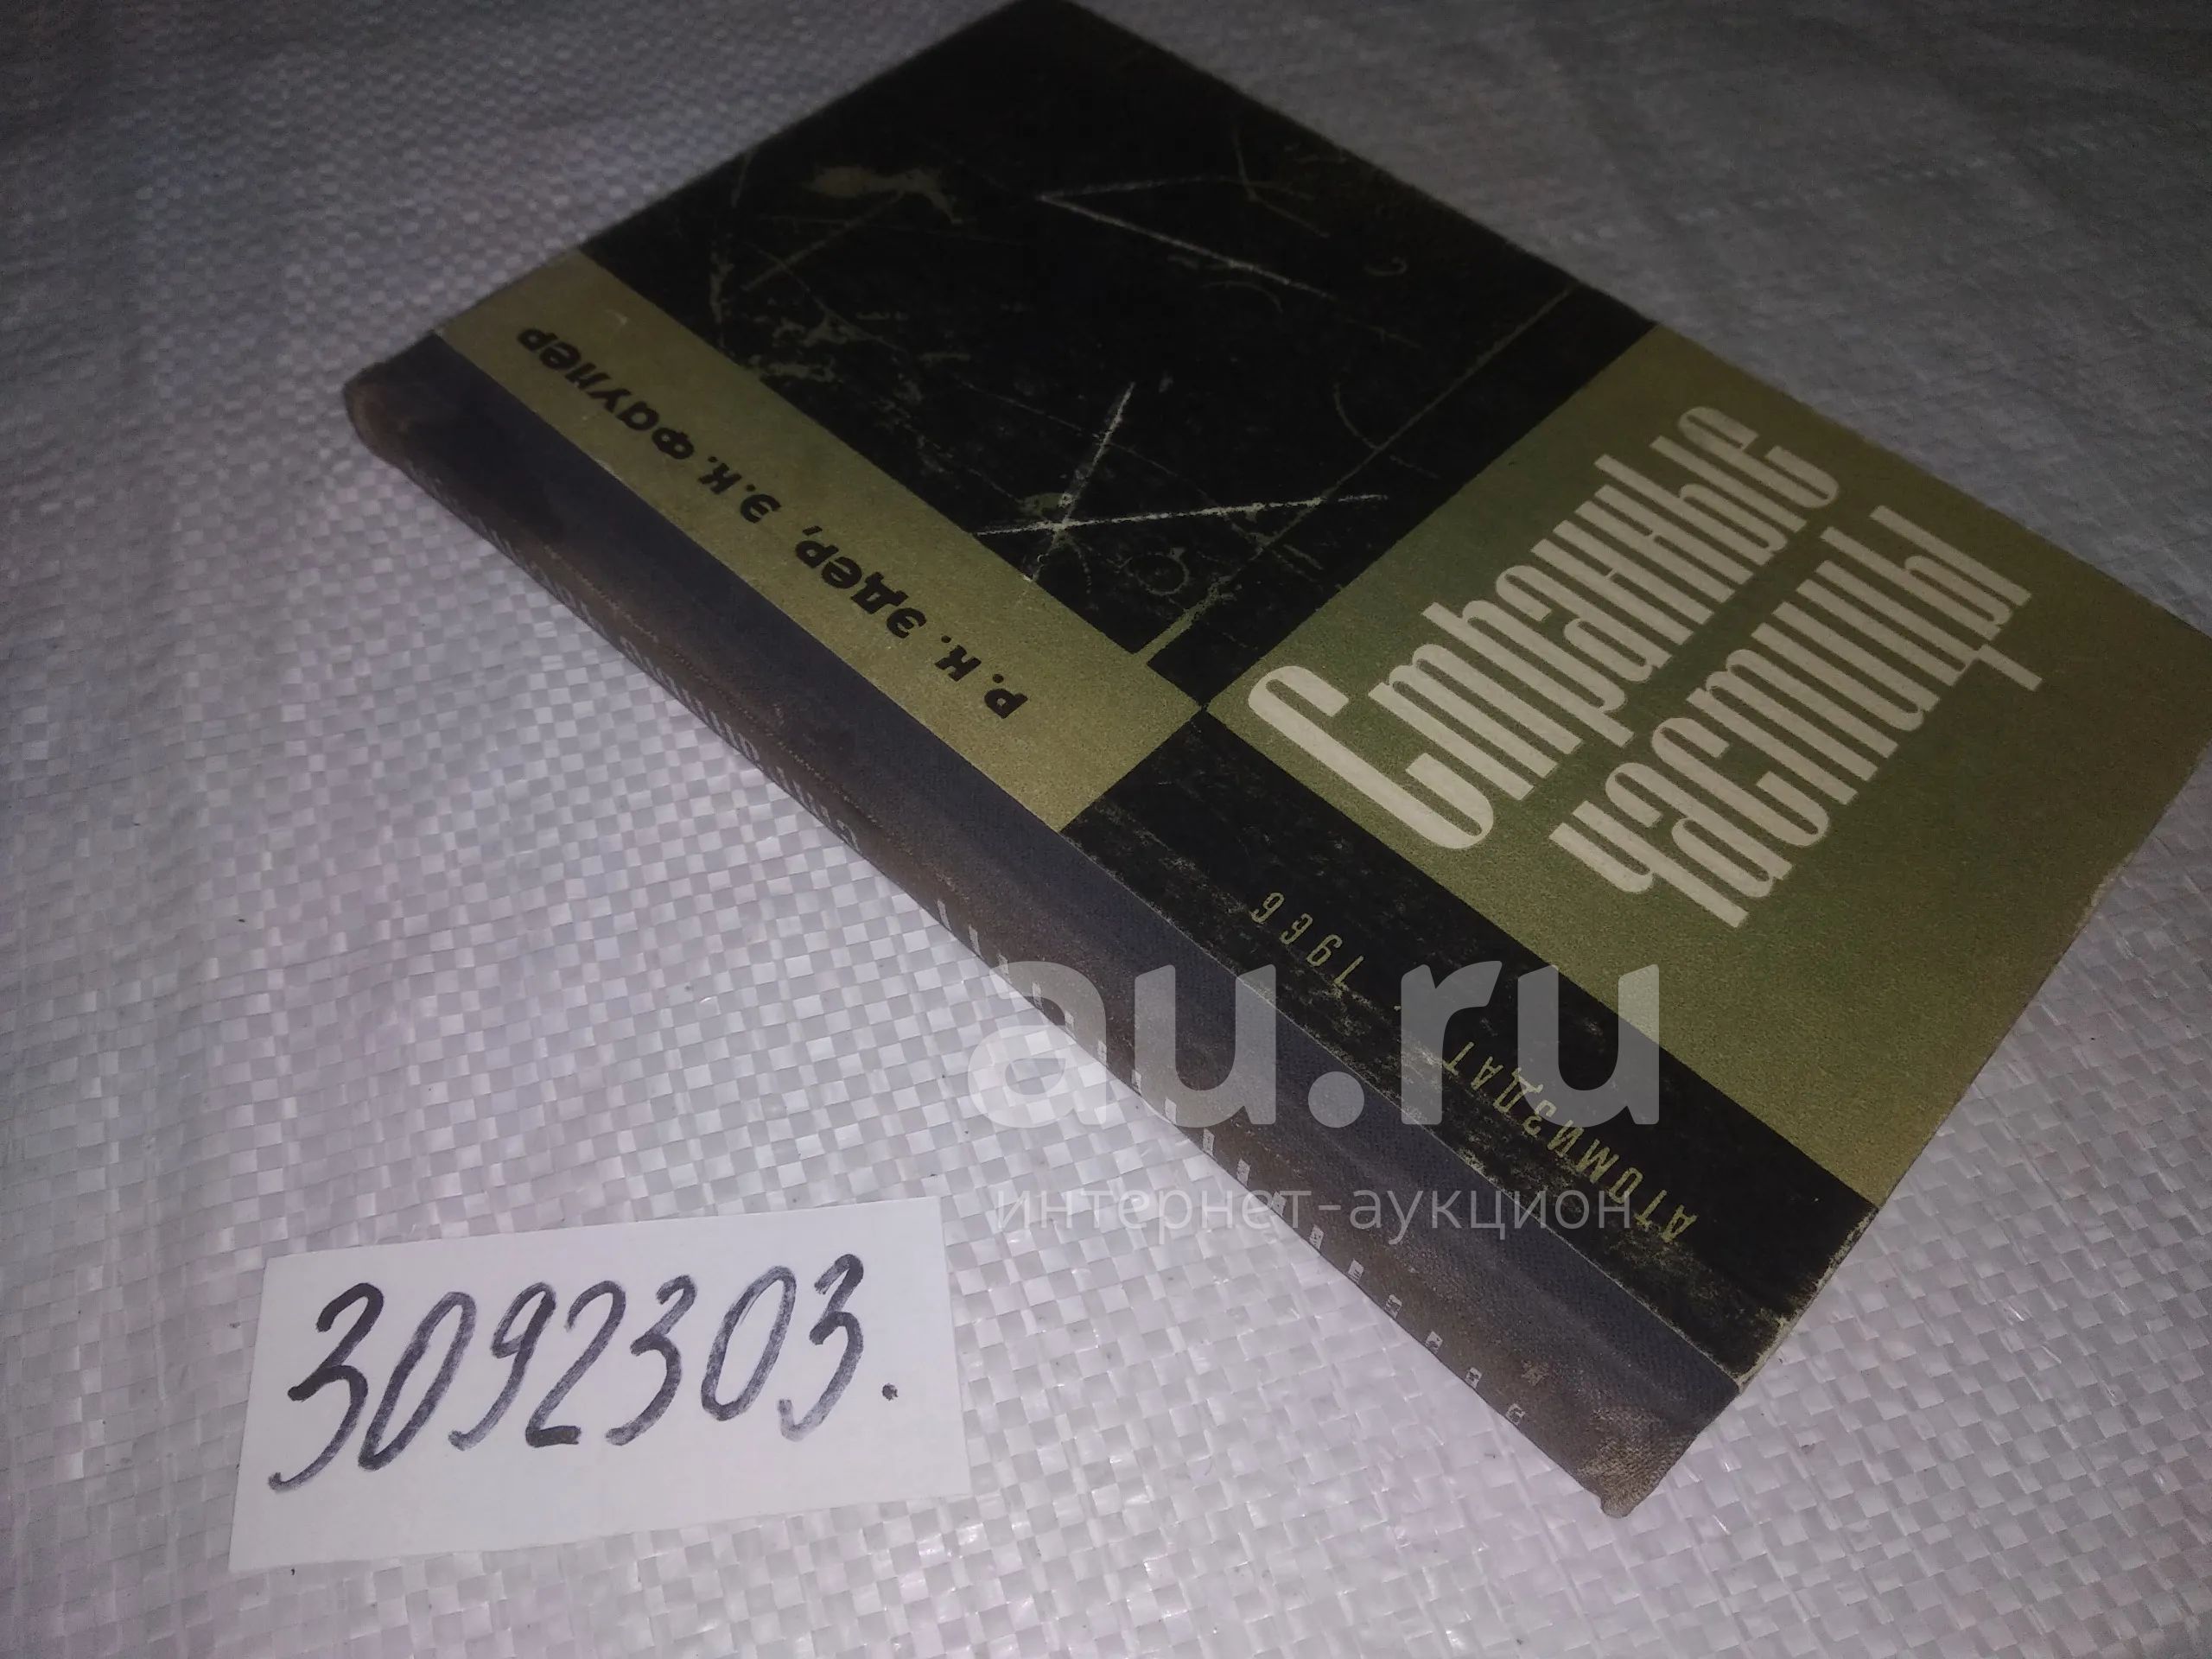 Р. К. Эдер, Э. К. Фаулер
Странные
частицы
АТОМИЗДАТ · 1966
au.ru
интернет-аукцион
3092303.